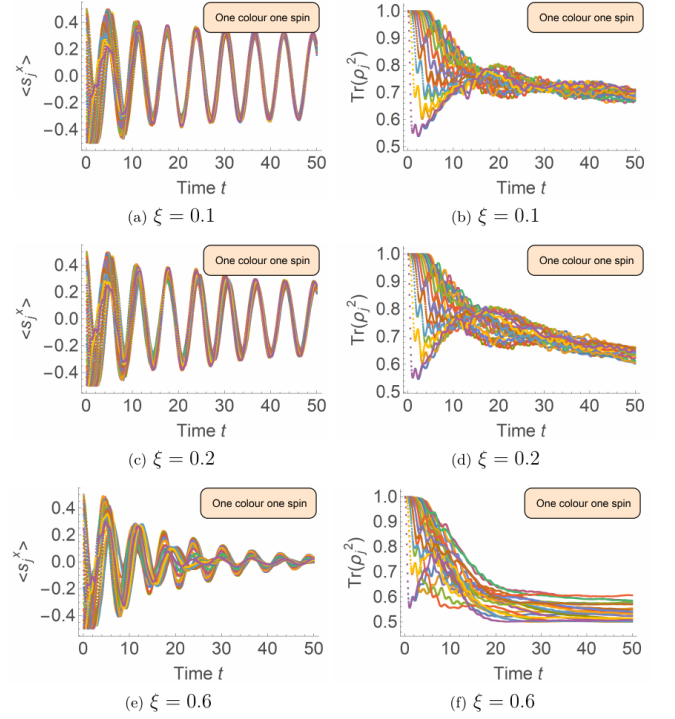 One colour one spin
0.4
0.2
0.0
−0.2
−0.4
<s_j^x>
0 10 20 30 40 50
Time t
(a) ξ = 0.1
One colour one spin
1.0
0.9
0.8
0.7
0.6
0.5
Tr(ρ_j^2)
0 10 20 30 40 50
Time t
(b) ξ = 0.1
One colour one spin
0.4
0.2
0.0
−0.2
−0.4
<s_j^x>
0 10 20 30 40 50
Time t
(c) ξ = 0.2
One colour one spin
1.0
0.9
0.8
0.7
0.6
0.5
Tr(ρ_j^2)
0 10 20 30 40 50
Time t
(d) ξ = 0.2
One colour one spin
0.4
0.2
0.0
−0.2
−0.4
<s_j^x>
0 10 20 30 40 50
Time t
(e) ξ = 0.6
One colour one spin
1.0
0.9
0.8
0.7
0.6
0.5
Tr(ρ_j^2)
0 10 20 30 40 50
Time t
(f) ξ = 0.6